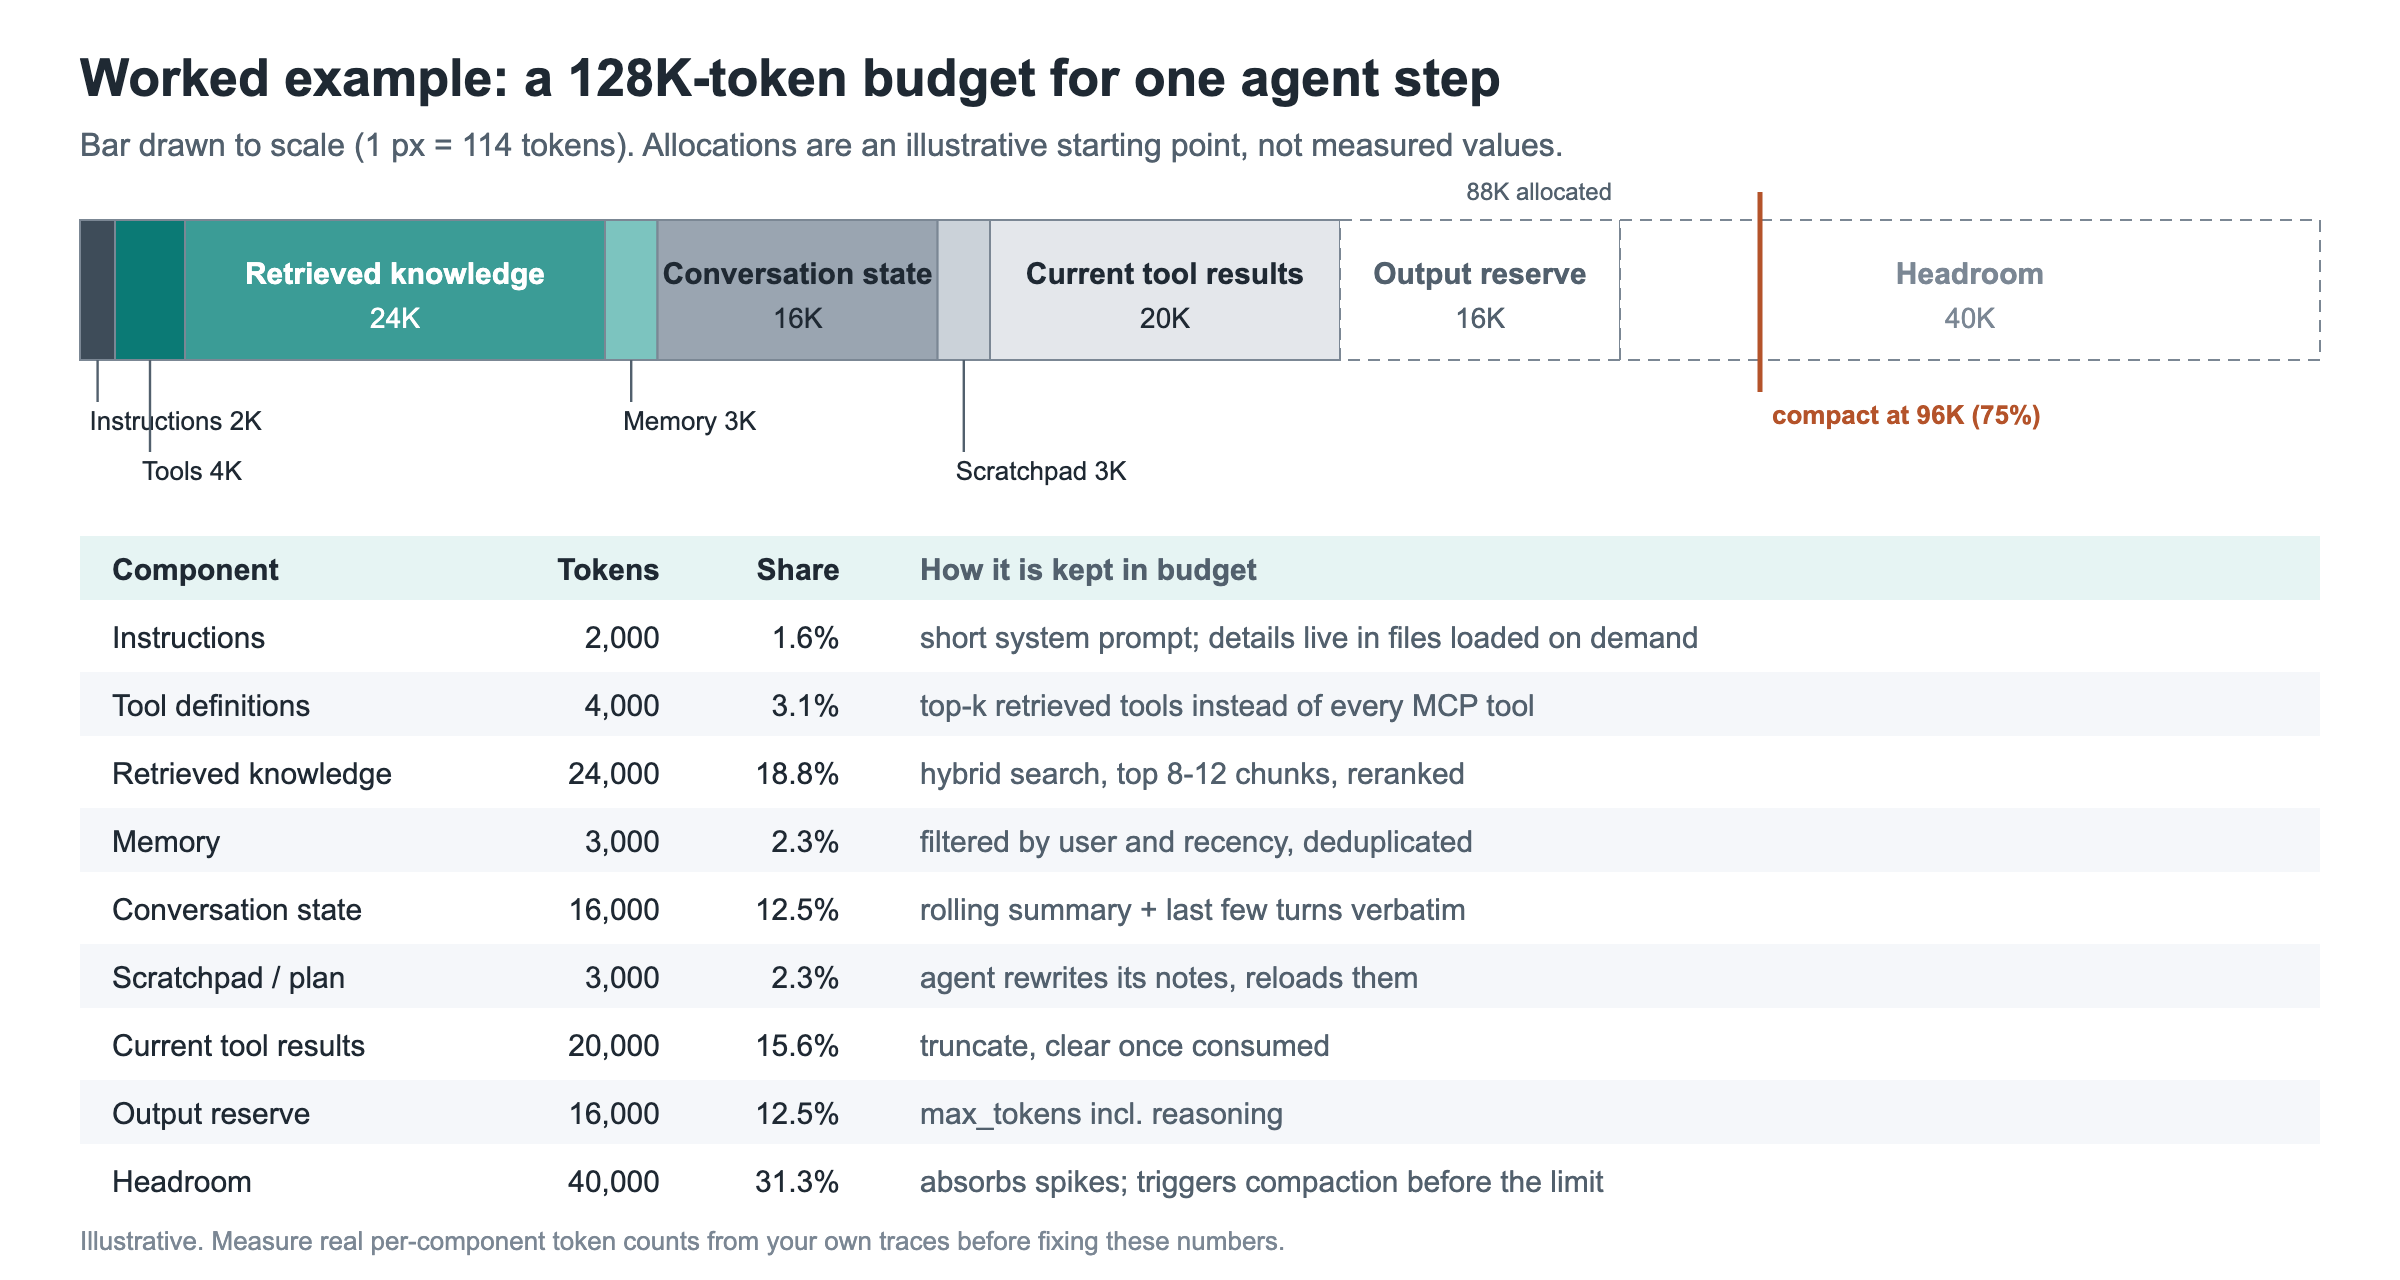 Worked example: a 128K-token budget for one agent step
Bar drawn to scale (1 px = 114 tokens). Allocations are an illustrative starting point, not measured values.
88K allocated
Retrieved knowledge
24K
Conversation state
16K
Current tool results
20K
Output reserve
16K
Headroom
40K
Instructions 2K
Memory 3K
compact at 96K (75%)
Tools 4K
Scratchpad 3K
Component Tokens Share How it is kept in budget
Instructions 2,000 1.6% short system prompt; details live in files loaded on demand
Tool definitions 4,000 3.1% top-k retrieved tools instead of every MCP tool
Retrieved knowledge 24,000 18.8% hybrid search, top 8-12 chunks, reranked
Memory 3,000 2.3% filtered by user and recency, deduplicated
Conversation state 16,000 12.5% rolling summary + last few turns verbatim
Scratchpad / plan 3,000 2.3% agent rewrites its notes, reloads them
Current tool results 20,000 15.6% truncate, clear once consumed
Output reserve 16,000 12.5% max_tokens incl. reasoning
Headroom 40,000 31.3% absorbs spikes; triggers compaction before the limit
Illustrative. Measure real per-component token counts from your own traces before fixing these numbers.